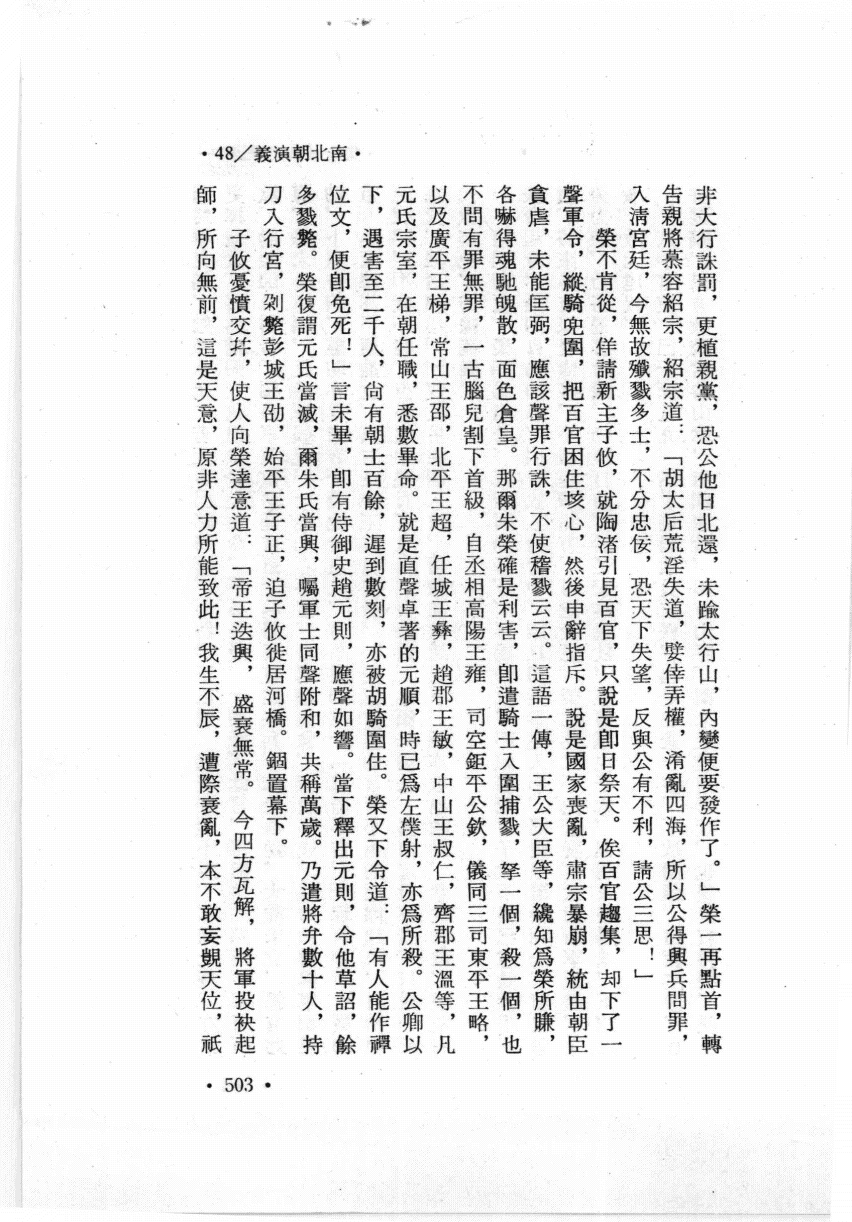 •48／義演朝北南•
非大行誅罰，更植親黨，恐公他日北還，未踰太行山，內變便要發作了。」榮一再點首，轉
告親將慕容紹宗，紹宗道：「胡太后荒淫失道，嬖倖弄權，淆亂四海，所以公得興兵問罪，
入清宮廷，今無故殲戮多士，不分忠佞，恐天下失望，反與公有不利，請公三思！」
榮不肯從，佯請新主子攸，就陶渚引見百官，只說是卽日祭天。俟百官趨集，却下了一
聲軍令，縱騎兜圍，把百官困住垓心，然後申辭指斥。說是國家喪亂，肅宗暴崩，統由朝臣
貪虐，未能匡弼，應該聲罪行誅，不使稽戮云云。這語一傳，王公大臣等，纔知爲榮所賺，
各嚇得魂馳魄散，面色倉皇。那爾朱榮確是利害，卽遣騎士入圍捕戮，拏一個，殺一個，也
不問有罪無罪，一古腦兒割下首級，自丞相高陽王雍，司空鉅平公欽，儀同三司東平王略，
以及廣平王悌，常山王邵，北平王超，任城王彝，趙郡王敏，中山王叔仁，齊郡王溫等，凡
元氏宗室，在朝任職，悉數畢命。就是直聲卓著的元順，時已爲左僕射，亦爲所殺。公卿以
下，遇害至二千人，尙有朝士百餘，遲到數刻，亦被胡騎圍住。榮又下令道：「有人能作禪
位文，便卽免死！」言未畢，卽有侍御史趙元則，應聲如響。當下釋出元則，令他草詔，餘
多戮斃。榮復謂元氏當滅，爾朱氏當興，囑軍士同聲附和，共稱萬歲。乃遣將弁數十人，持
刀入行宮，刴斃彭城王劭，始平王子正，迫子攸徙居河橋。錮置幕下。
子攸憂憤交幷，使人向榮達意道：「帝王迭興，盛衰無常。今四方瓦解，將軍投袂起
師，所向無前，這是天意，原非人力所能致此！我生不辰，遭際衰亂，本不敢妄覬天位，祇
•503•